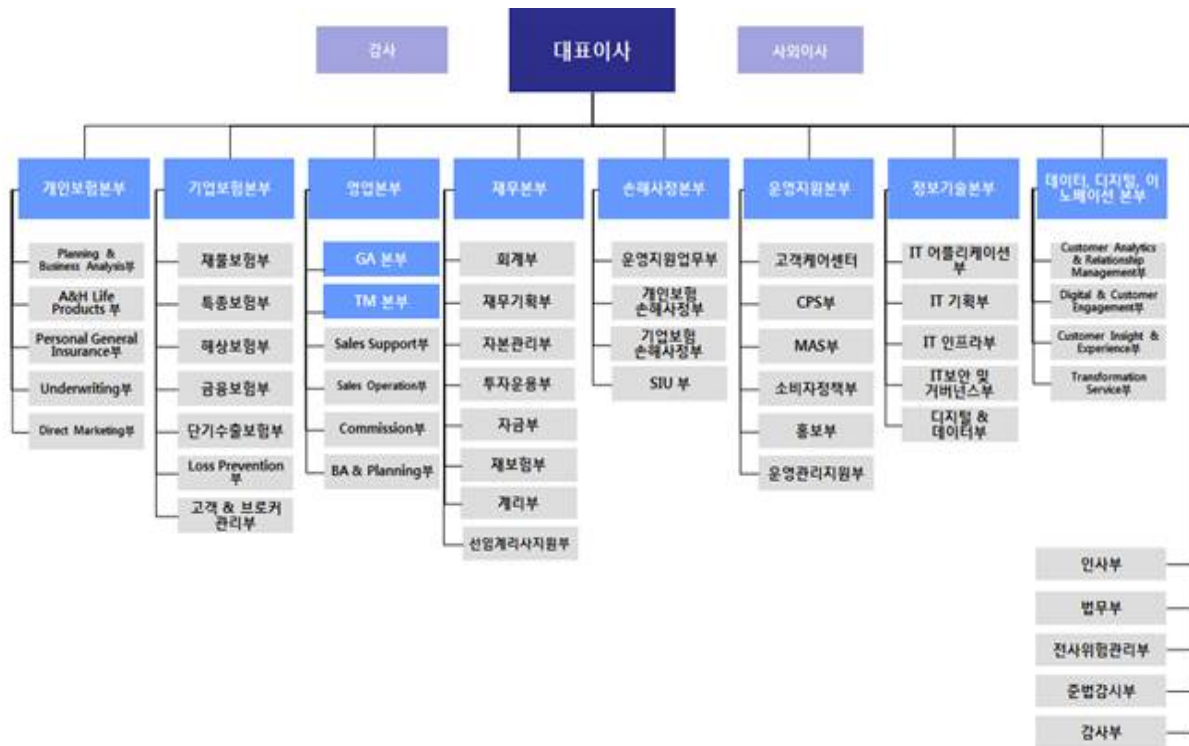 감사
대표이사
사외이사
개인보험본부
Planning &
Business Analysis부
A&H Life
Products 부
Personal General
Insurance부
Underwriting부
Direct Marketing부
기업보험본부
재물보험부
특종보험부
해상보험부
금융보험부
단기수출보험부
Loss Prevention
부
고객 & 브로커
관리부
영업본부
GA 본부
TM 본부
Sales Support부
Sales Operation부
Commission부
BA & Planning부
재무본부
회계부
재무기획부
자본관리부
투자운용부
자금부
재보험부
계리부
선임계리사지원부
손해사정본부
운영지원업무부
개인보험
손해사정부
기업보험
손해사정부
SIU 부
운영지원본부
고객케어센터
CPS부
MAS부
소비자정책부
홍보부
운영관리지원부
정보기술본부
IT 어플리케이션
부
IT 기획부
IT 인프라부
IT보안 및
거버넌스부
디지털 &
데이터부
데이터, 디지털, 이
노베이션 본부
Customer Analytics
& Relationship
Management부
Digital & Customer
Engagement부
Customer Insight &
Experience부
Transformation
Service부
인사부
법무부
전사위험관리부
준법감시부
감사부